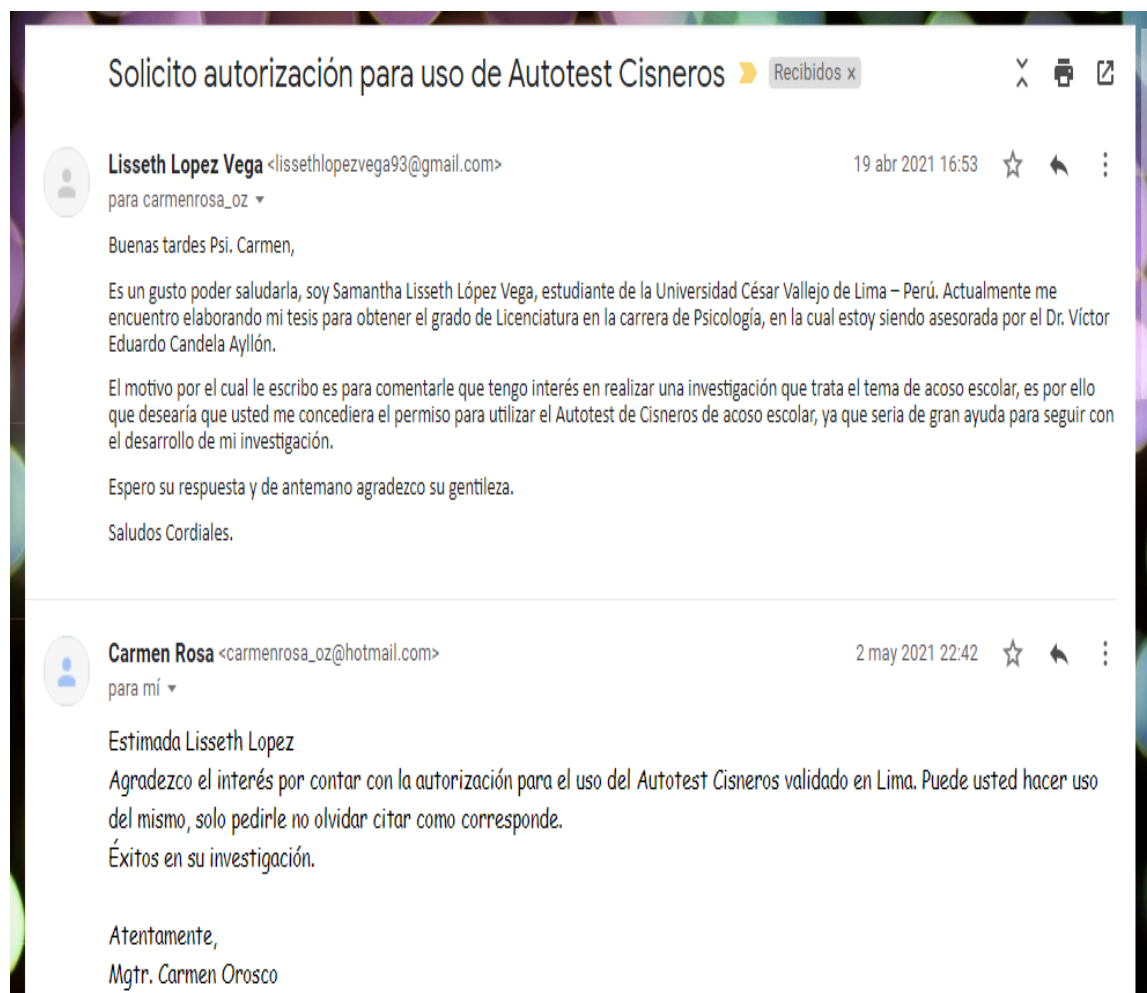 Solicito autorización para uso de Autotest Cisneros Recibidos x
Lisseth Lopez Vega <lissethlopezvega93@gmail.com> 19 abr 2021 16:53
para carmenrosa_oz
Buenas tardes Psi. Carmen,
Es un gusto poder saludarla, soy Samantha Lisseth López Vega, estudiante de la Universidad César Vallejo de Lima – Perú. Actualmente me
encuentro elaborando mi tesis para obtener el grado de Licenciatura en la carrera de Psicología, en la cual estoy siendo asesorada por el Dr. Víctor
Eduardo Candela Ayllón.
El motivo por el cual le escribo es para comentarle que tengo interés en realizar una investigación que trata el tema de acoso escolar, es por ello
que desearía que usted me concediera el permiso para utilizar el Autotest de Cisneros de acoso escolar, ya que seria de gran ayuda para seguir con
el desarrollo de mi investigación.
Espero su respuesta y de antemano agradezco su gentileza.
Saludos Cordiales.
Carmen Rosa <carmenrosa_oz@hotmail.com> 2 may 2021 22:42
para mí
Estimada Lisseth Lopez
Agradezco el interés por contar con la autorización para el uso del Autotest Cisneros validado en Lima. Puede usted hacer uso
del mismo, solo pedirle no olvidar citar como corresponde.
Éxitos en su investigación.
Atentamente,
Mgtr. Carmen Orosco